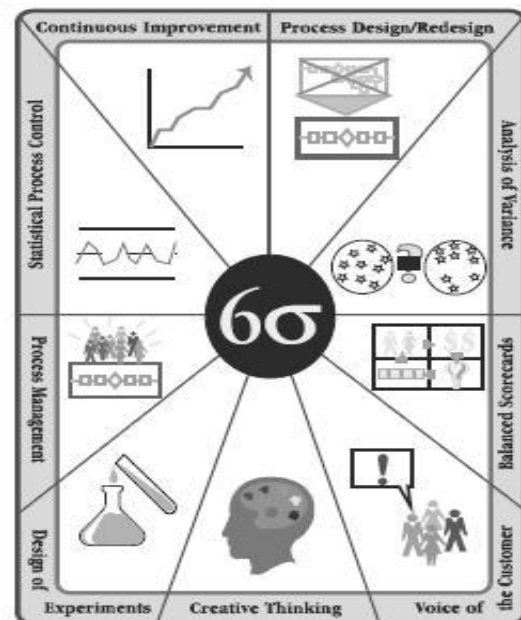 Continuous Improvement
Process Design/Redesign
Statistical Process Control
Analysis of Variance
6σ
Process Management
Balanced Scorecards
Design of
Experiments
Creative Thinking
Voice of
the Customer